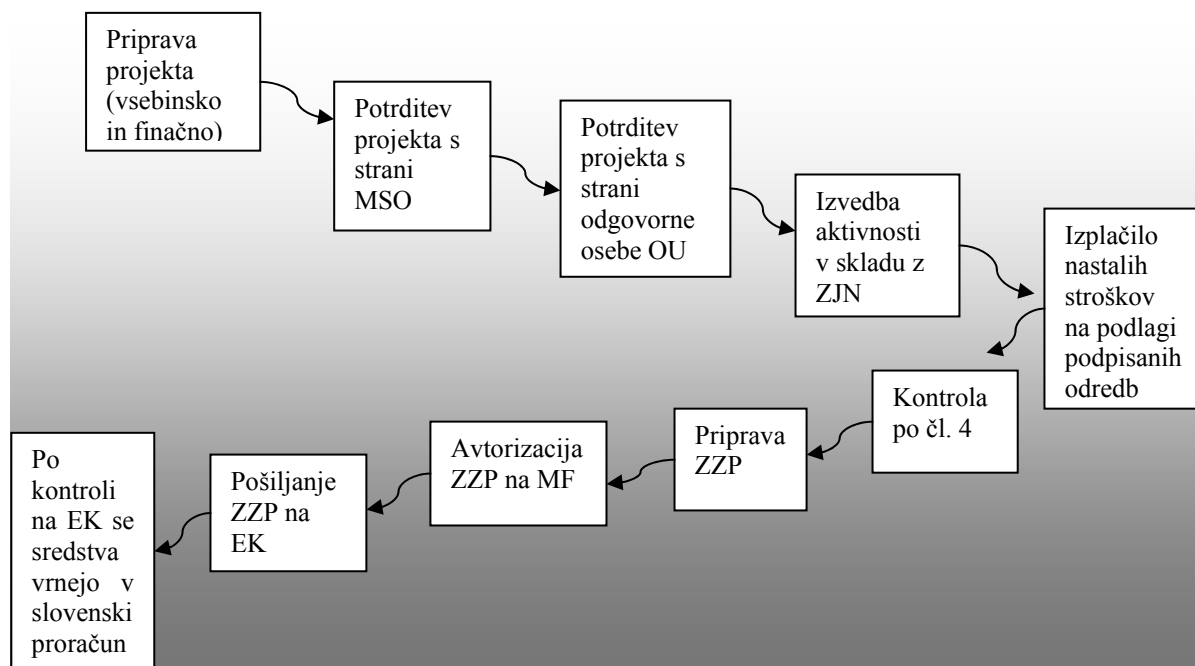 Priprava
projekta
(vsebinsko
in finačno)
Potrditev
projekta s
strani
MSO
Potrditev
projekta s
strani
odgovorne
osebe OU
Izvedba
aktivnosti
v skladu z
ZJN
Izplačilo
nastalih
stroškov
na podlagi
podpisanih
odredb
Kontrola
po čl. 4
Priprava
ZZP
Avtorizacija
ZZP na MF
Pošiljanje
ZZP na
EK
Po
kontroli
na EK se
sredstva
vrnejo v
slovenski
proračun